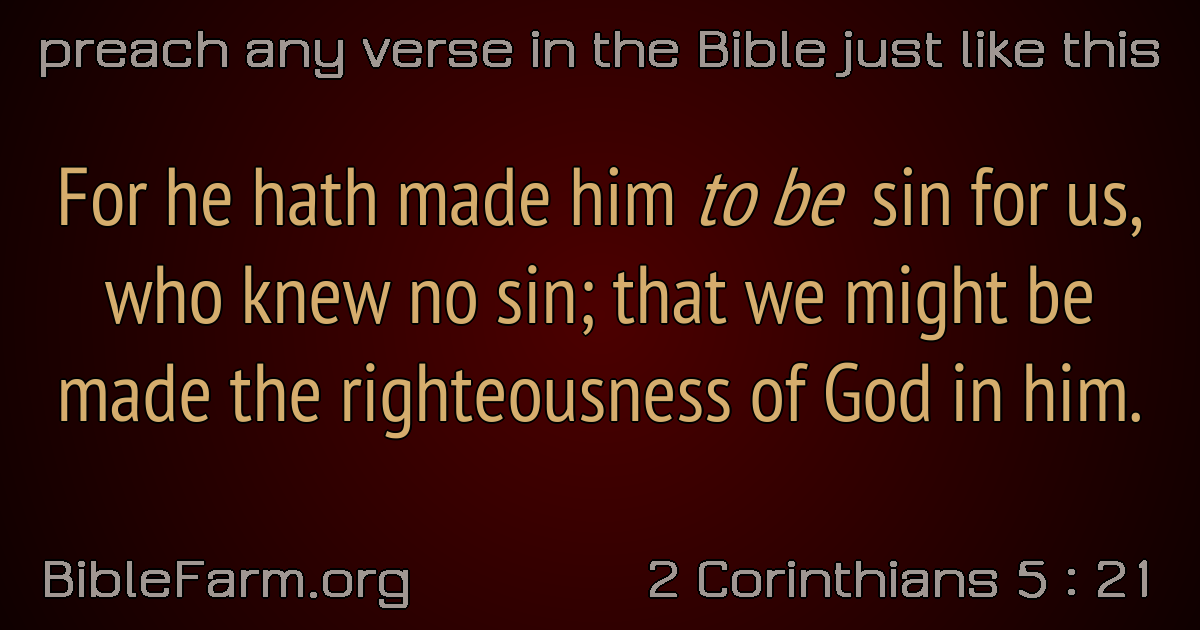 preach any verse in the Bible just like this
For he hath made him to be sin for us,
who knew no sin; that we might be
made the righteousness of God in him.
BibleFarm.org
2 Corinthians 5 : 21